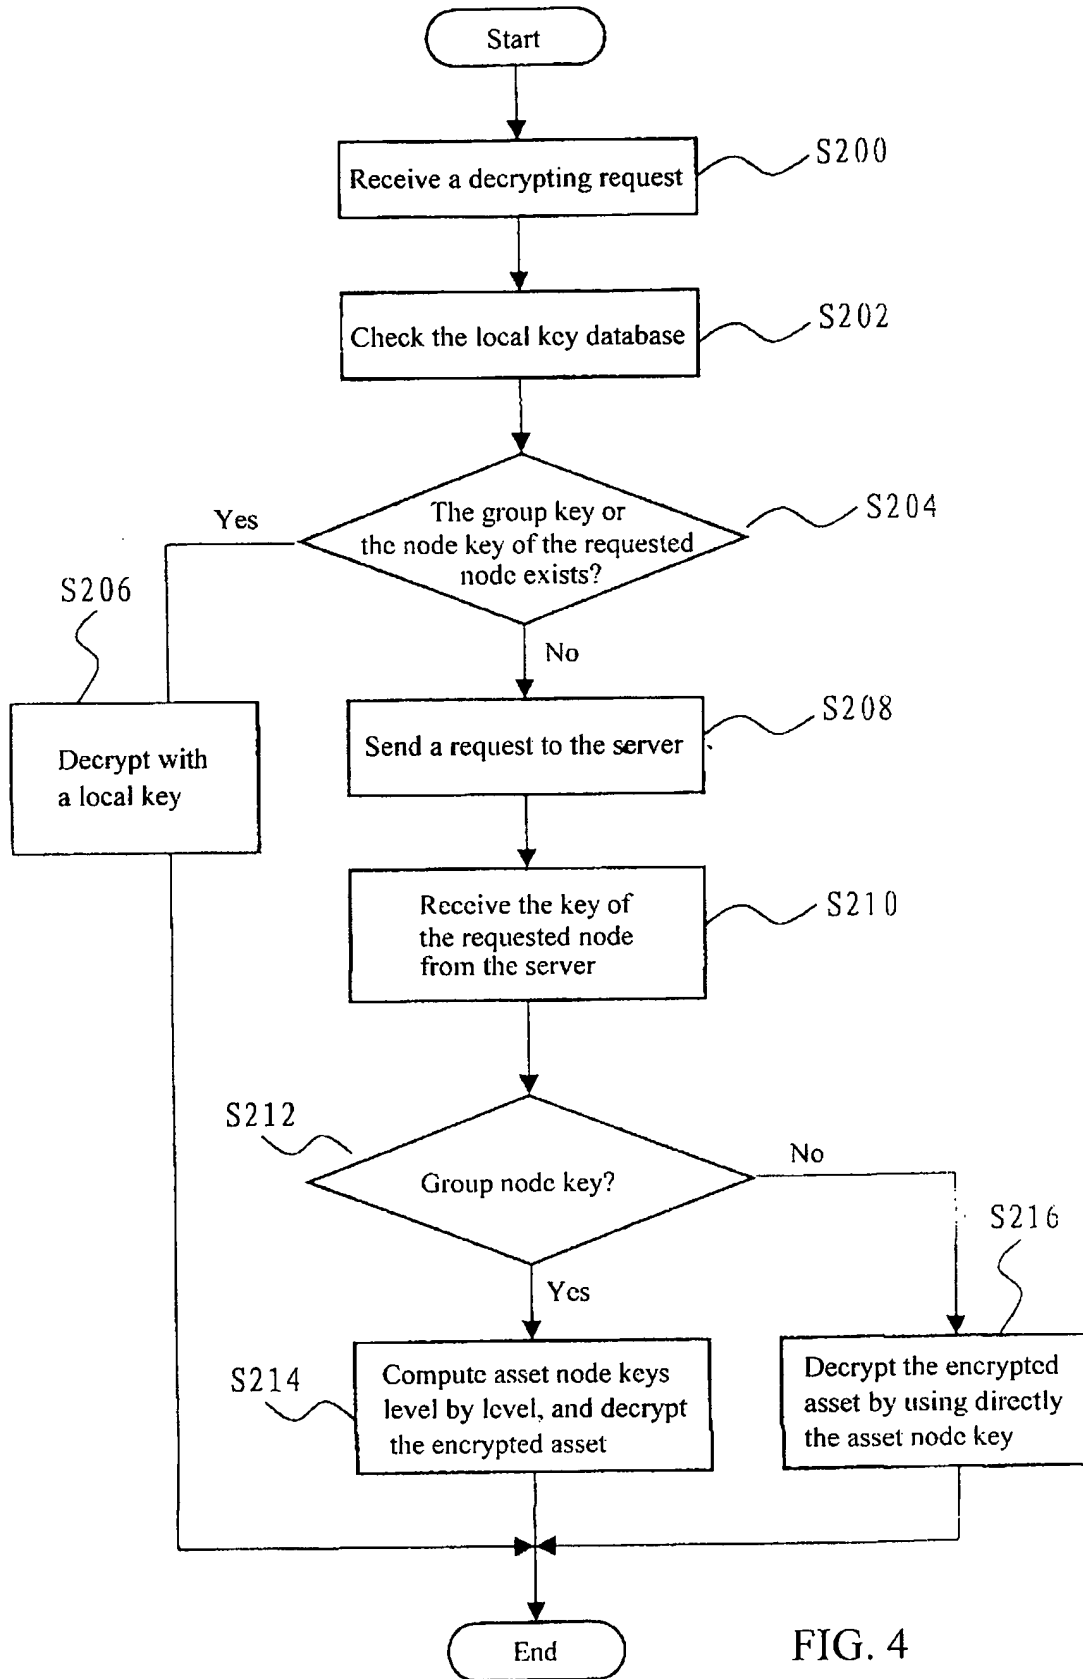 Start
Receive a decrypting request
S200
Check the local key database
S202
The group key or
the node key of the requested
node exists?
S204
Yes
S206
No
Decrypt with
a local key
Send a request to the server
S208
Receive the key of
the requested node
from the server
S210
S212
Group node key?
No
S216
Yes
S214
Compute asset node keys
level by level, and decrypt
the encrypted asset
Decrypt the encrypted
asset by using directly
the asset node key
End
FIG. 4